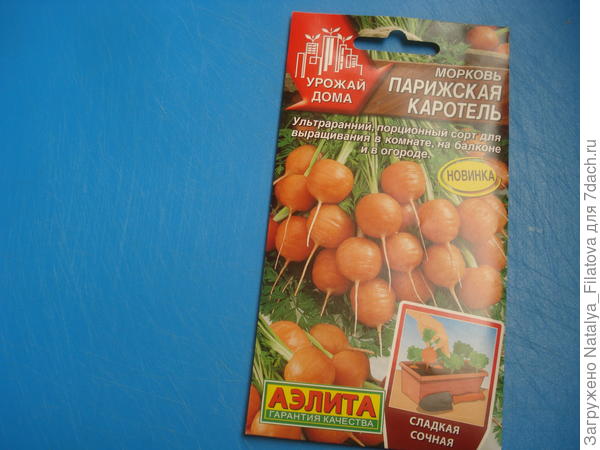 УРОЖАЙ
ДОМА
МОРКОВЬ
ПАРИЖСКАЯ
КАРОТЕЛЬ
Ультраранний, порционный сорт для
выращивания в комнате, на балконе
и в огороде.
НОВИНКА
АЭЛИТА
ГАРАНТИЯ КАЧЕСТВА
СЛАДКАЯ
СОЧНАЯ
Загружено Natalya_Filatova для 7dach.ru